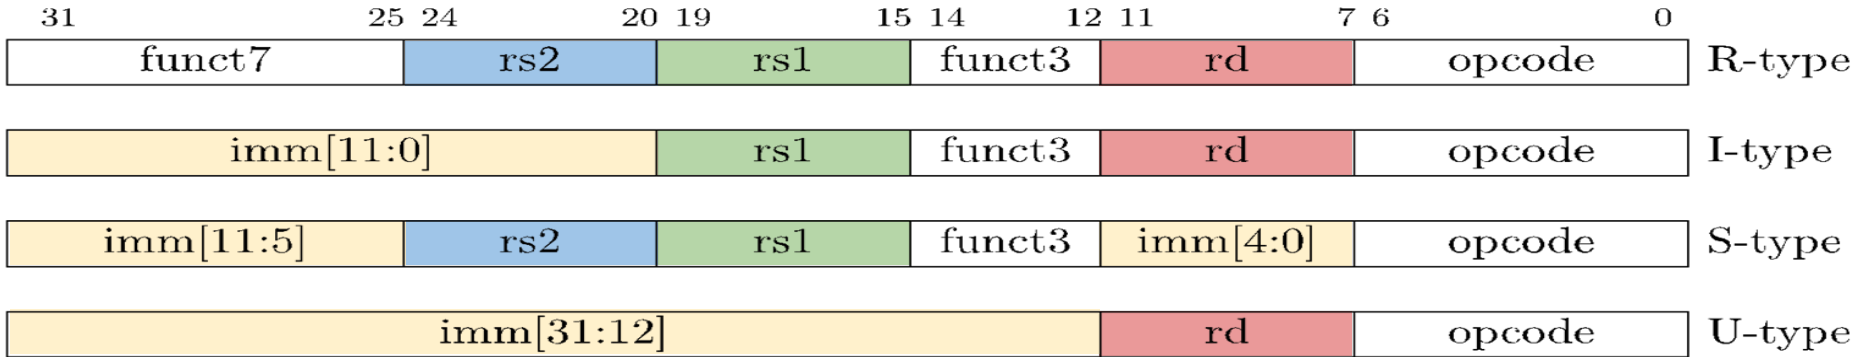 31 25 24 20 19 15 14 12 11 7 6 0
funct7 rs2 rs1 funct3 rd opcode R-type
imm[11:0] rs1 funct3 rd opcode I-type
imm[11:5] rs2 rs1 funct3 imm[4:0] opcode S-type
imm[31:12] rd opcode U-type